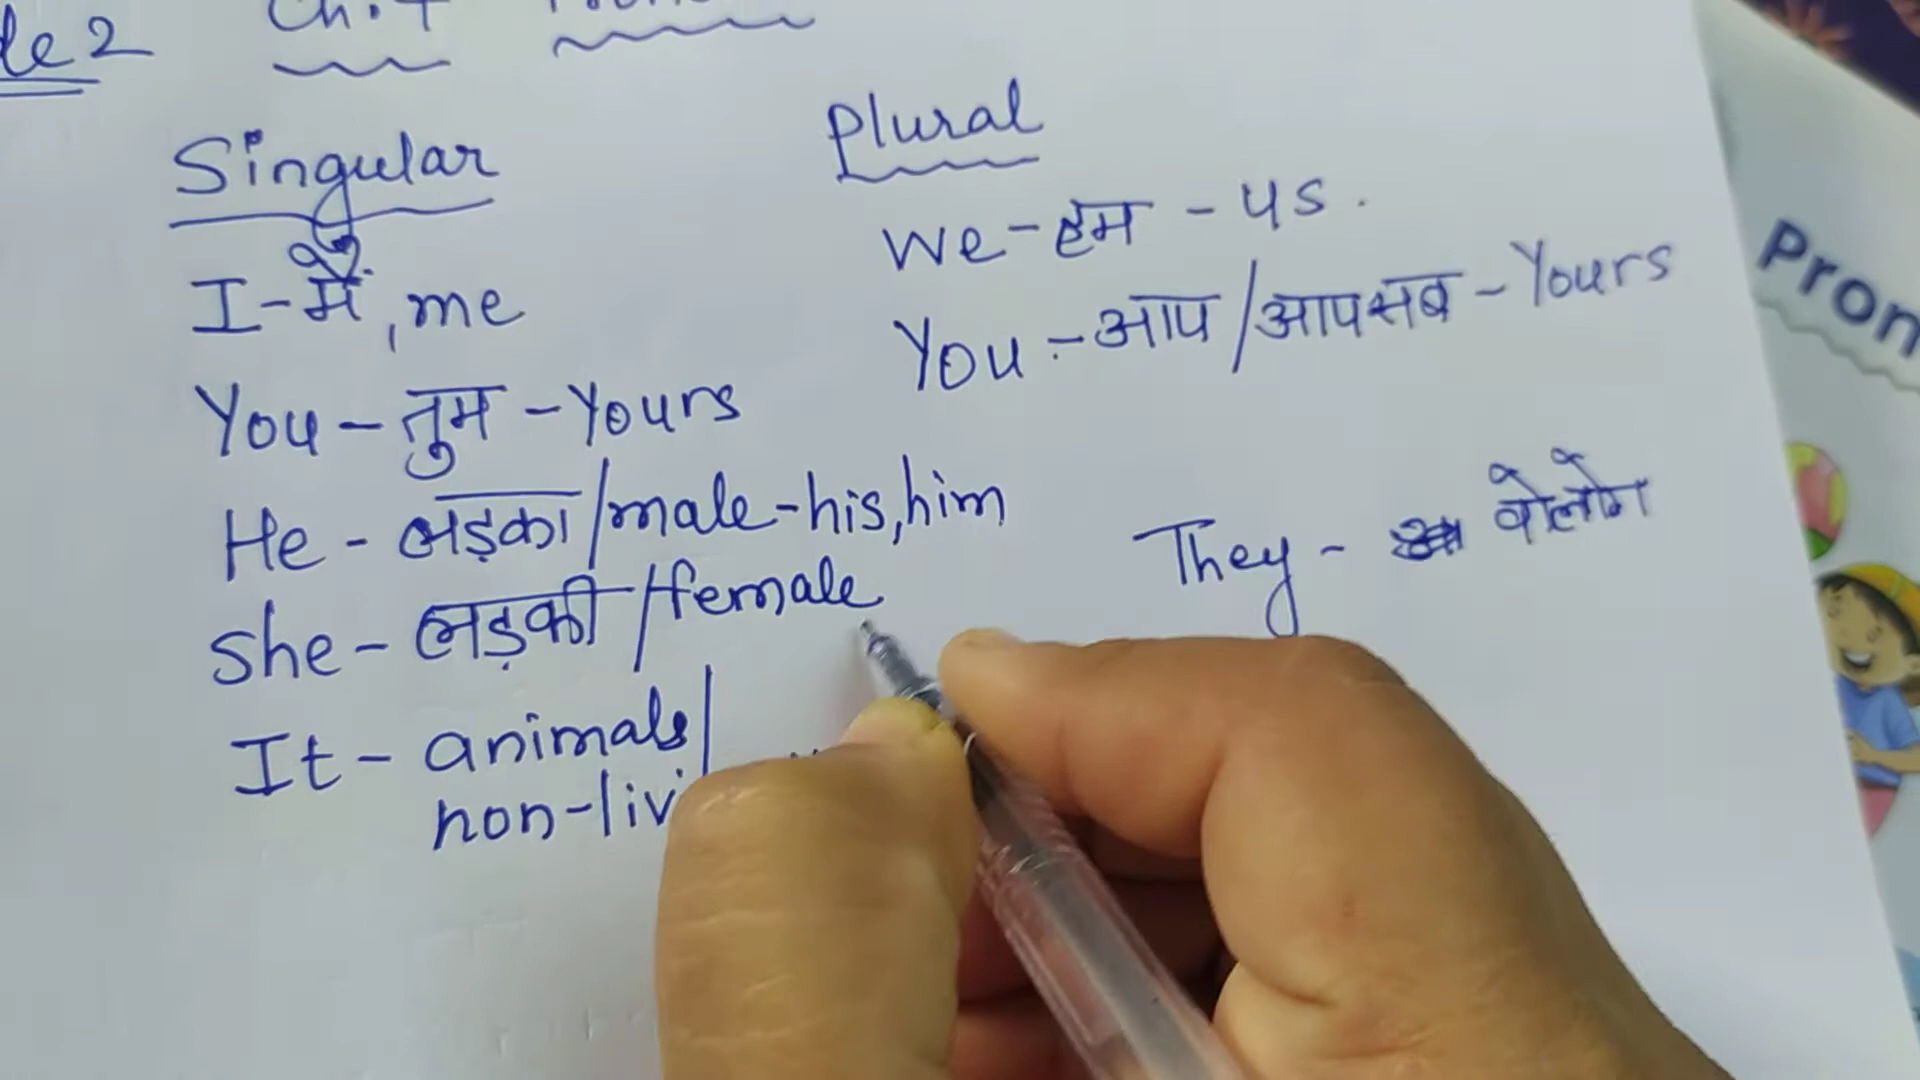 2
Singular
I-में, me
You-तुम-Yours
He-लड़का/male-his, him
She-लड़की/female
It-animals/
non-livi
Plural
We-हम-us.
You-आप/आपसब-Yours
They-वोलोग
Pron